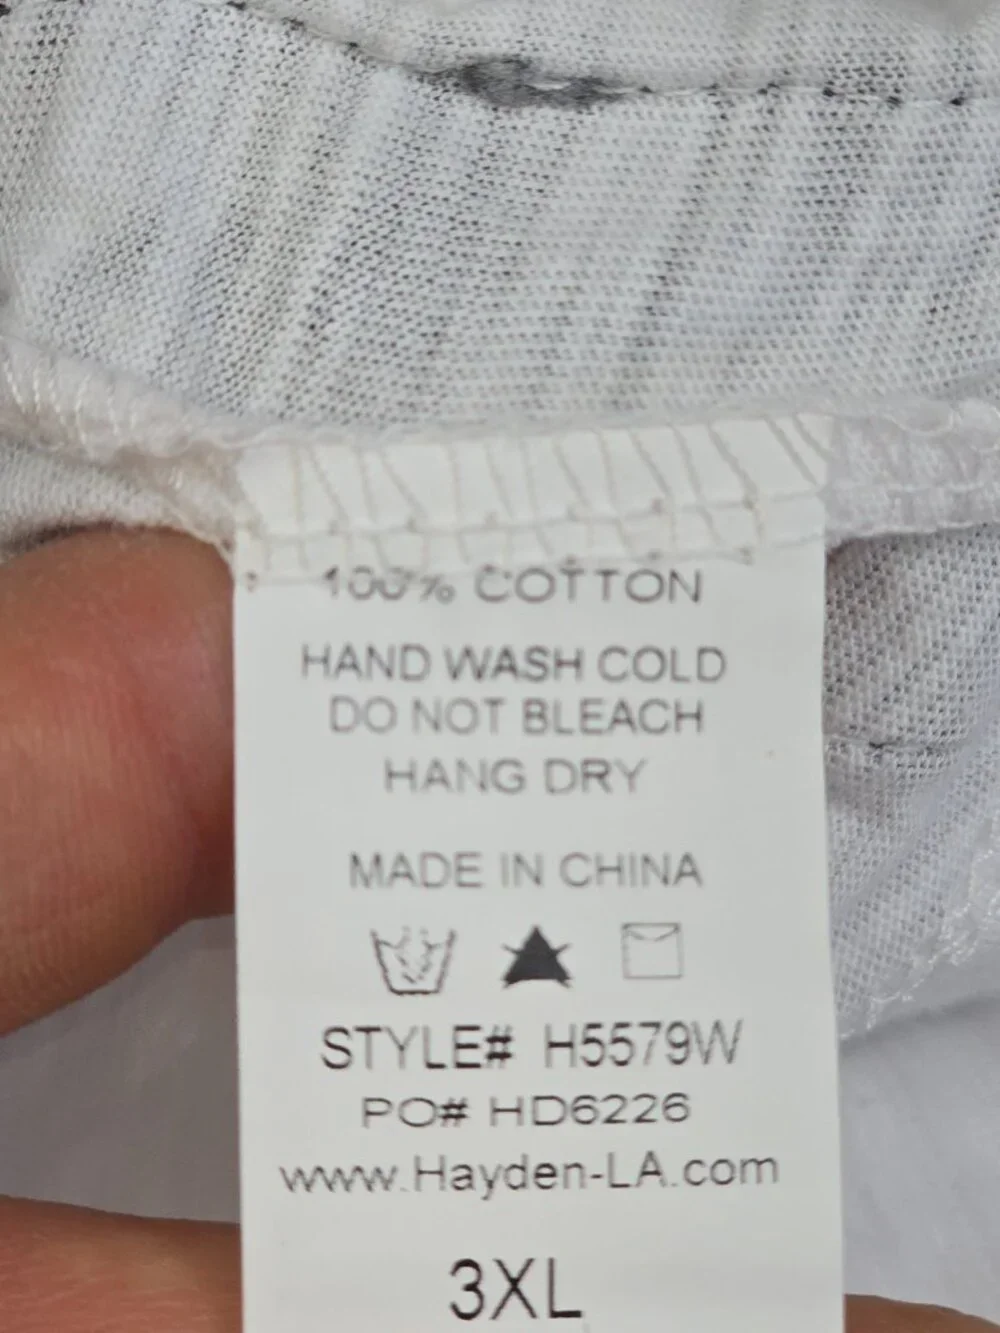 100% COTTON
HAND WASH COLD
DO NOT BLEACH
HANG DRY
MADE IN CHINA
STYLE# H5579W
PO# HD6226
www.Hayden-LA.com
3XL